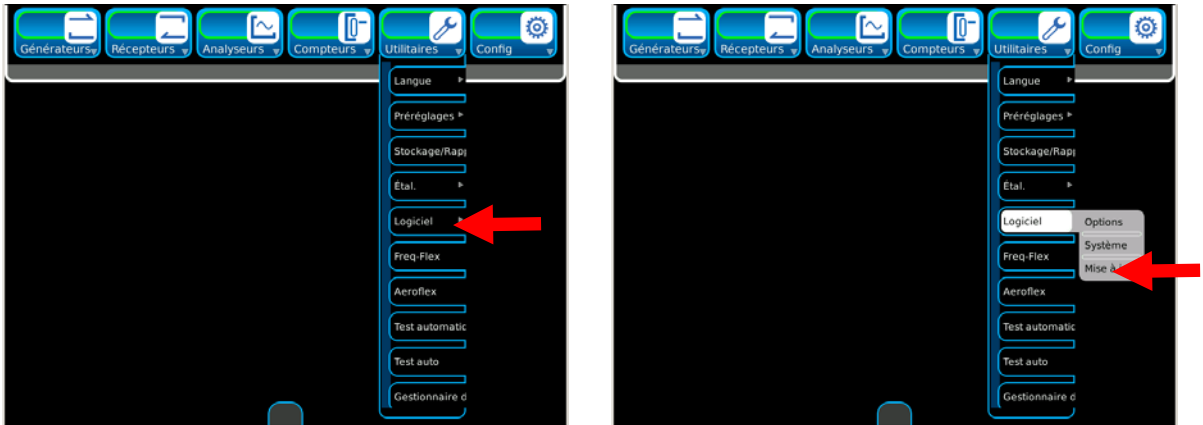 Générateurs Récepteurs Analyseurs Compteurs Utilitaires Config
Langue
Préréglages
Stockage/Rapp
Étal.
Logiciel
Freq-Flex
Aeroflex
Test automatic
Test auto
Gestionnaire d
Générateurs Récepteurs Analyseurs Compteurs Utilitaires Config
Langue
Préréglages
Stockage/Rapp
Étal.
Logiciel Options
Système
Mise à
Freq-Flex
Aeroflex
Test automatic
Test auto
Gestionnaire d